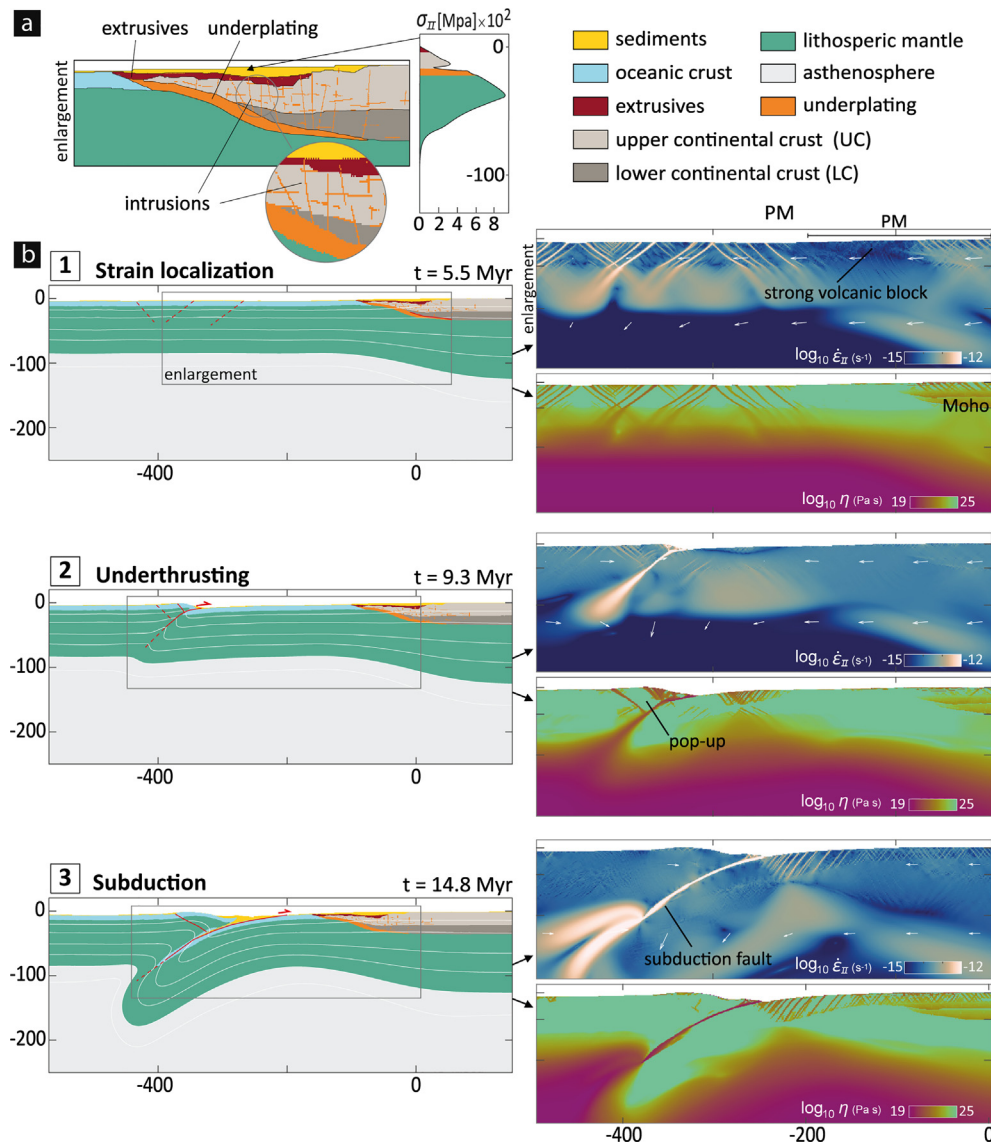 a
extrusives
underplating
intrusions
enlargement
σII[Mpa]×10²
0
-100
0 2 4 6 8
sediments
oceanic crust
extrusives
upper continental crust (UC)
lower continental crust (LC)
lithosperic mantle
asthenosphere
underplating
b
1 Strain localization
t = 5.5 Myr
0
-100
-200
enlargement
-400
0
enlargement
PM
PM
strong volcanic block
log10 ε̇II (s-1) -15 -12
Moho
log10 η (Pa s) 19 25
2 Underthrusting
t = 9.3 Myr
0
-100
-200
-400
0
log10 ε̇II (s-1) -15 -12
pop-up
log10 η (Pa s) 19 25
3 Subduction
t = 14.8 Myr
0
-100
-200
-400
0
subduction fault
log10 ε̇II (s-1) -15 -12
log10 η (Pa s) 19 25
-400
-200
0